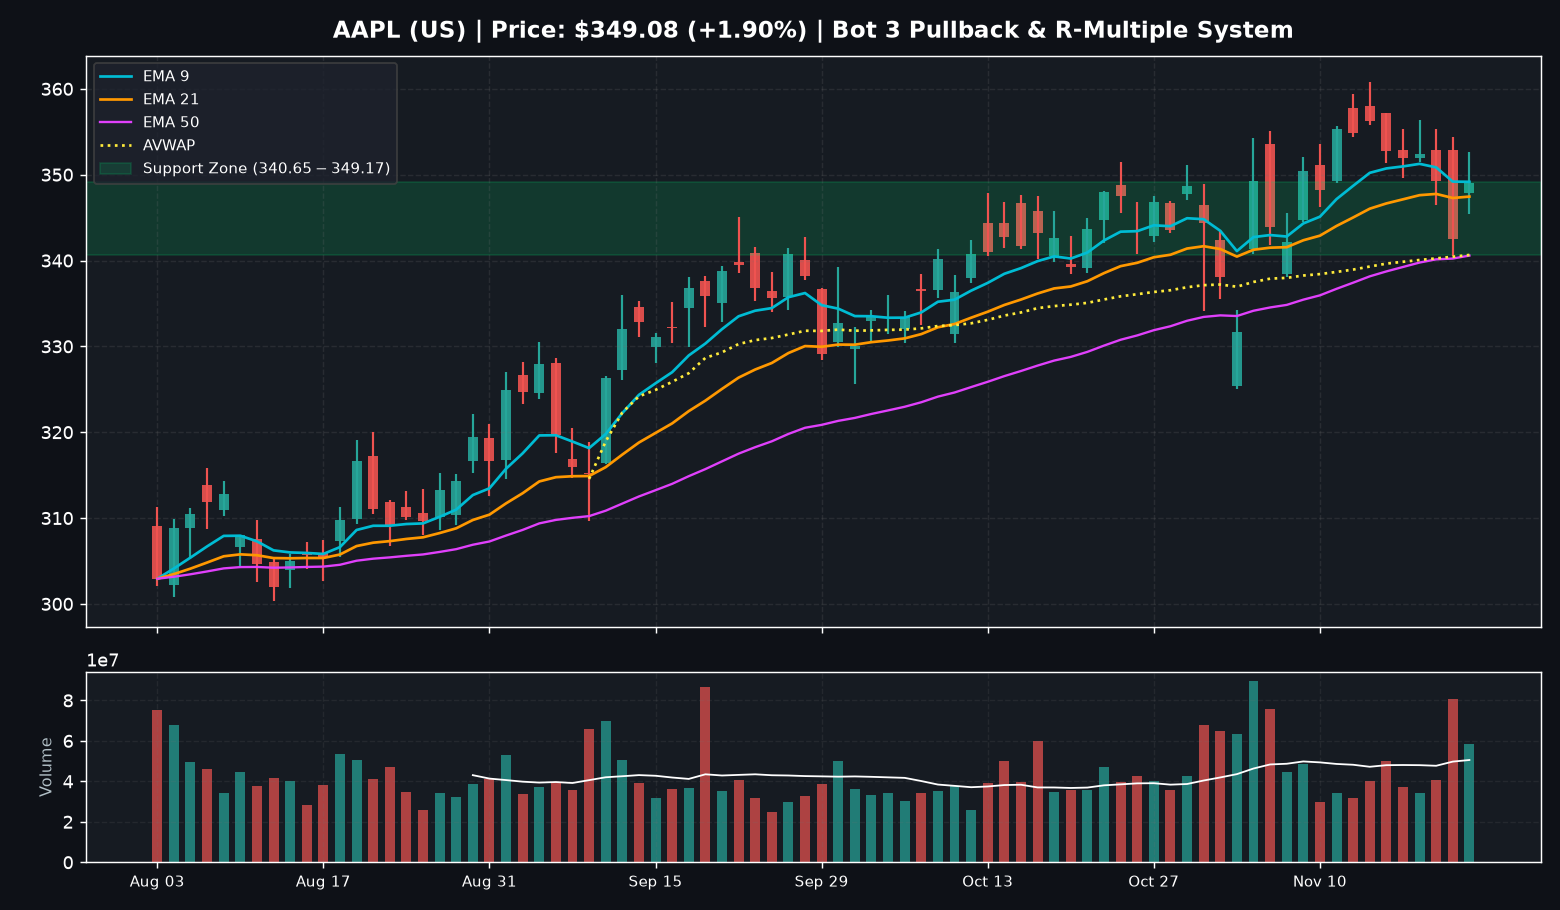 AAPL (US) | Price: $349.08 (+1.90%) | Bot 3 Pullback & R-Multiple System
EMA 9
EMA 21
EMA 50
AVWAP
Support Zone (340.65 − 349.17)
360
350
340
330
320
310
300
1e7
8
6
4
2
0
Volume
Aug 03 Aug 17 Aug 31 Sep 15 Sep 29 Oct 13 Oct 27 Nov 10